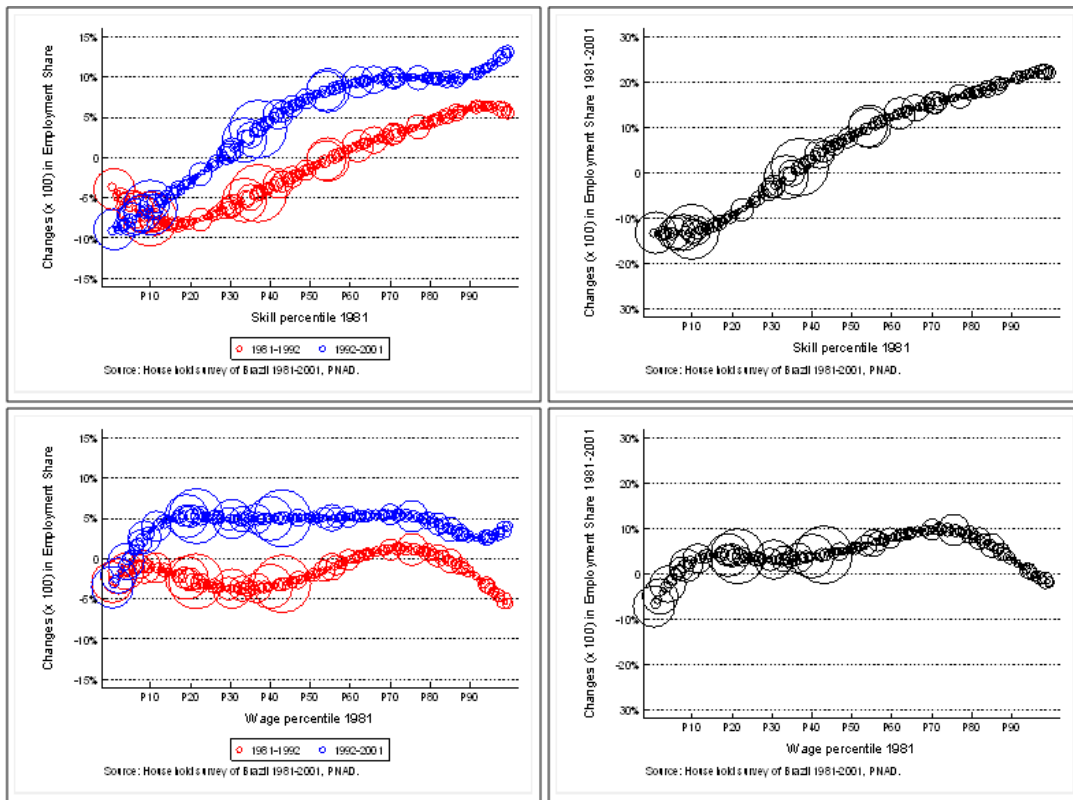 Changes (x 100) in Employment Share
15%
10%
5%
0
-5%
-10%
-15%
P10 P20 P30 P40 P50 P60 P70 P80 P90
Skill percentile 1981
1981-1992 1992-2001
Source: Household survey of Brazil 1981-2001, PNAD.
Changes (x 100) in Employment Share 1981-2001
30%
20%
10%
0
-10%
-20%
30%
P10 P20 P30 P40 P50 P60 P70 P80 P90
Skill percentile 1981
Source: Household survey of Brazil 1981-2001, PNAD.
Changes (x 100) in Employment Share
15%
10%
5%
0
-5%
-10%
-15%
P10 P20 P30 P40 P50 P60 P70 P80 P90
Wage percentile 1981
1981-1992 1992-2001
Source: Household survey of Brazil 1981-2001, PNAD.
Changes (x 100) in Employment Share 1981-2001
30%
20%
10%
0
-10%
-20%
30%
P10 P20 P30 P40 P50 P60 P70 P80 P90
Wage percentile 1981
Source: Household survey of Brazil 1981-2001, PNAD.